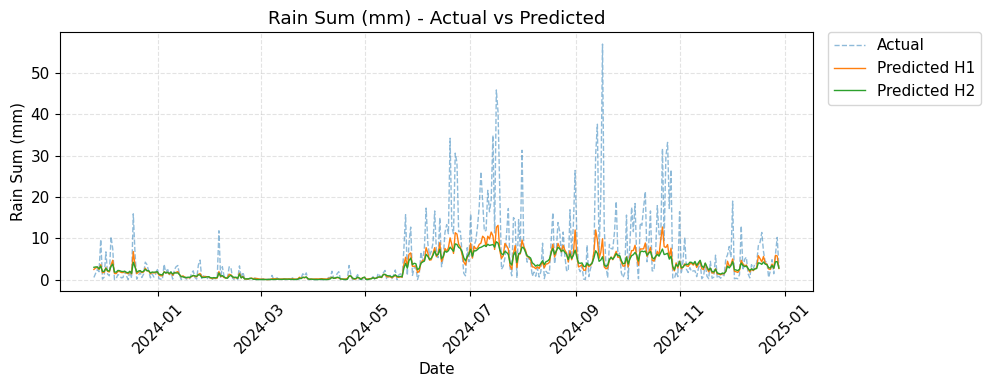 Rain Sum (mm) - Actual vs Predicted
Actual
Predicted H1
Predicted H2
Rain Sum (mm)
50
40
30
20
10
0
2024-01
2024-03
2024-05
2024-07
2024-09
2024-11
2025-01
Date